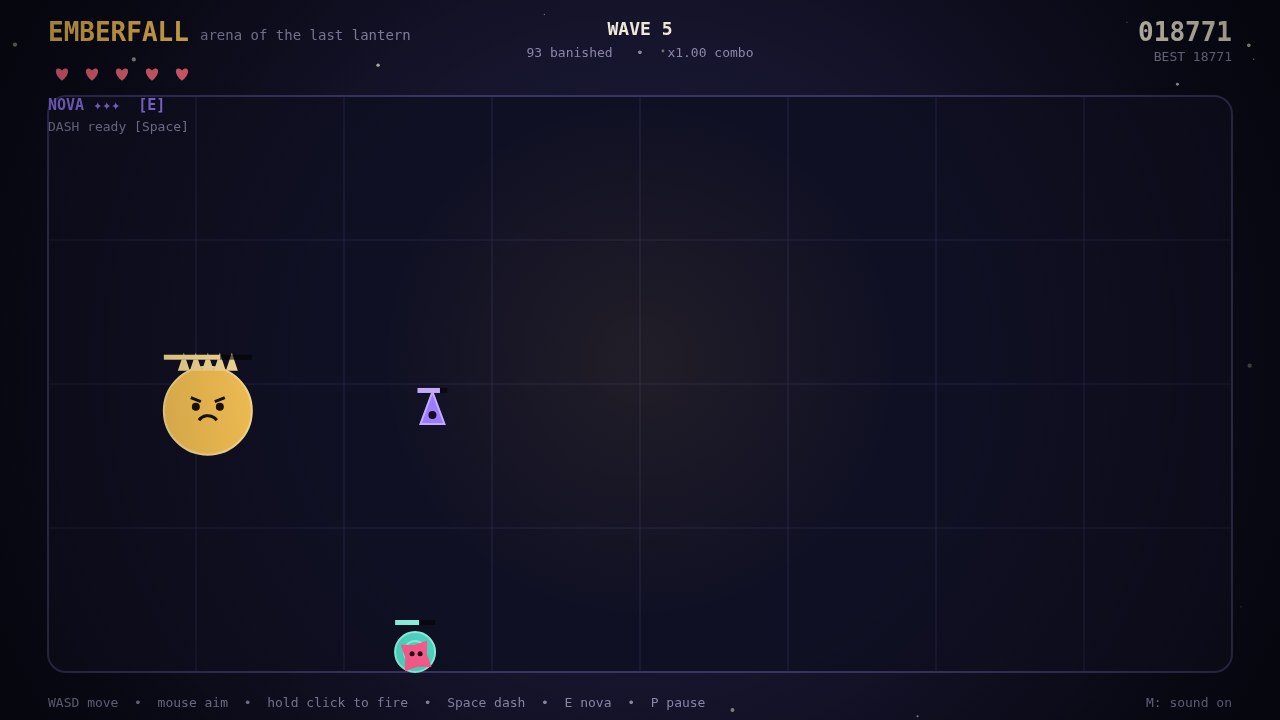 EMBERFALL arena of the last lantern
WAVE 5
93 banished • x1.00 combo
018771
BEST 18771
NOVA ✦✦✦ [E]
DASH ready [Space]
WASD move • mouse aim • hold click to fire • Space dash • E nova • P pause
M: sound on